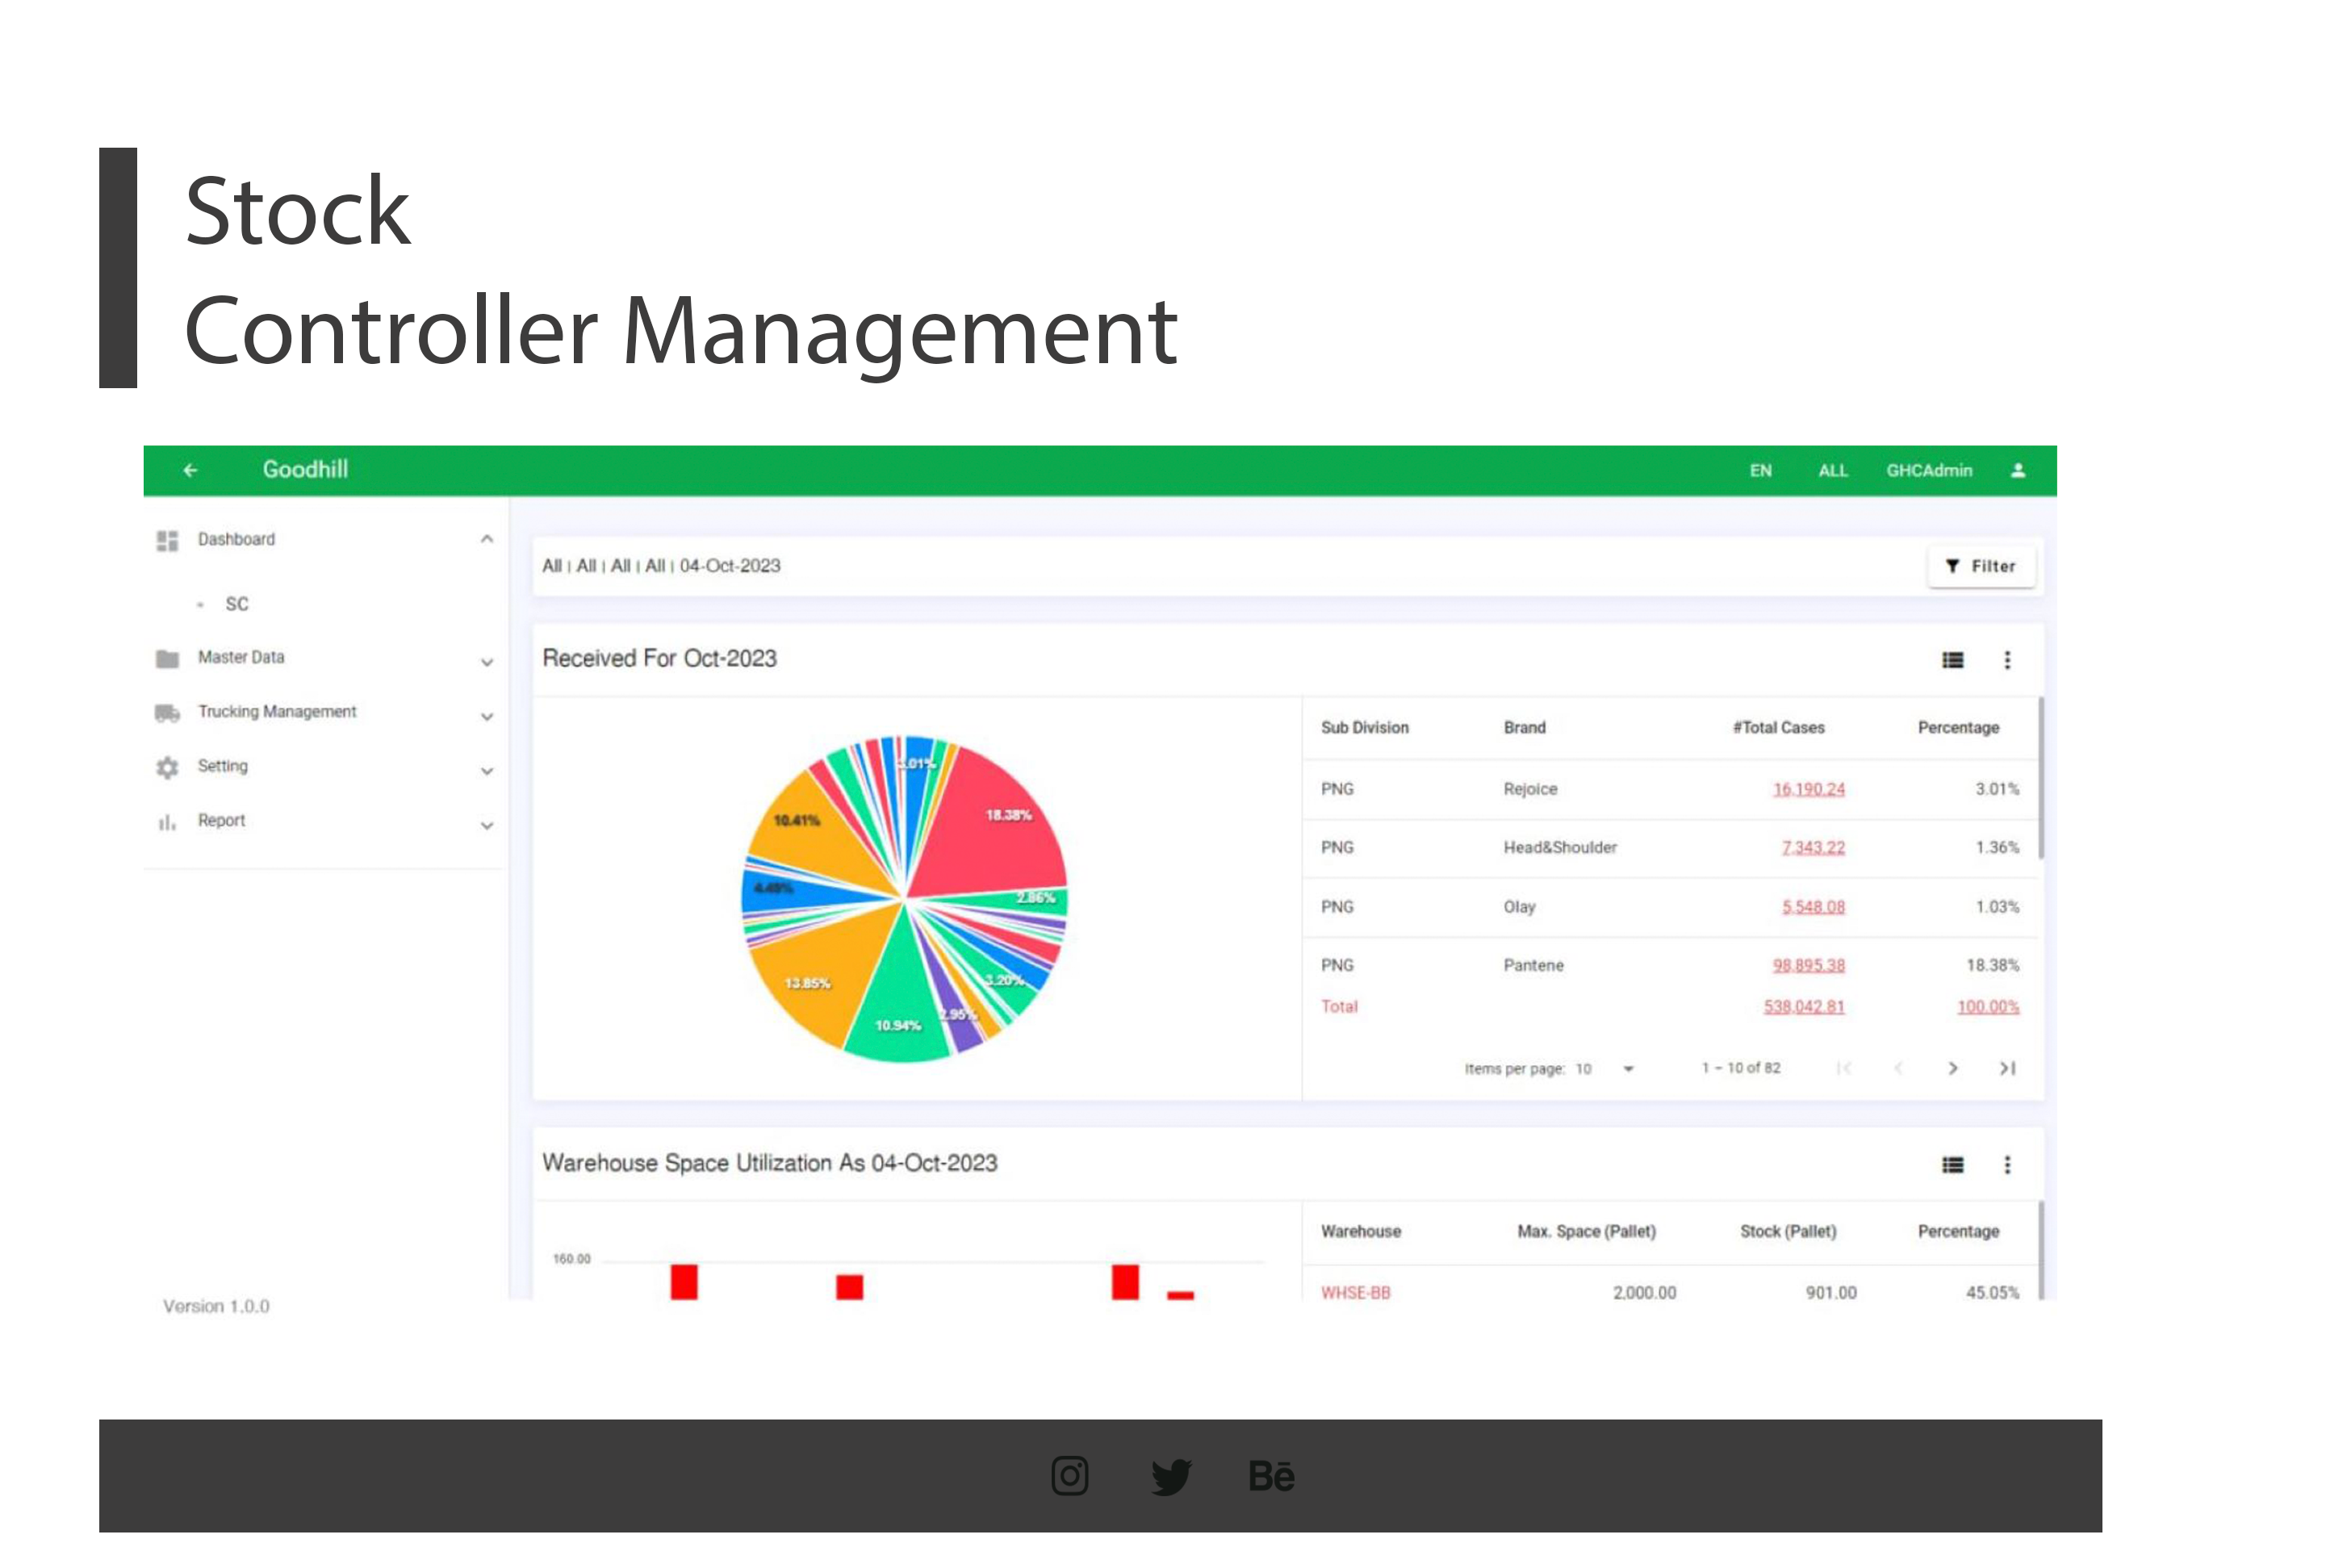 Stock
Controller Management
Goodhill EN ALL GHCAdmin
Dashboard
- SC
Master Data
Trucking Management
Setting
Report
Version 1.0.0
All | All | All | All | 04-Oct-2023 Filter
Received For Oct-2023
18.38%
2.86%
3.20%
2.95%
10.94%
13.85%
10.41%
Sub Division Brand #Total Cases Percentage
PNG Rejoice 16,190.24 3.01%
PNG Head&Shoulder 7,343.22 1.36%
PNG Olay 5,548.08 1.03%
PNG Pantene 98,895.38 18.38%
Total 538,042.81 100.00%
Items per page: 10 1 – 10 of 82
Warehouse Space Utilization As 04-Oct-2023
160.00
Warehouse Max. Space (Pallet) Stock (Pallet) Percentage
WHSE-BB 2,000.00 901.00 45.05%
Bē